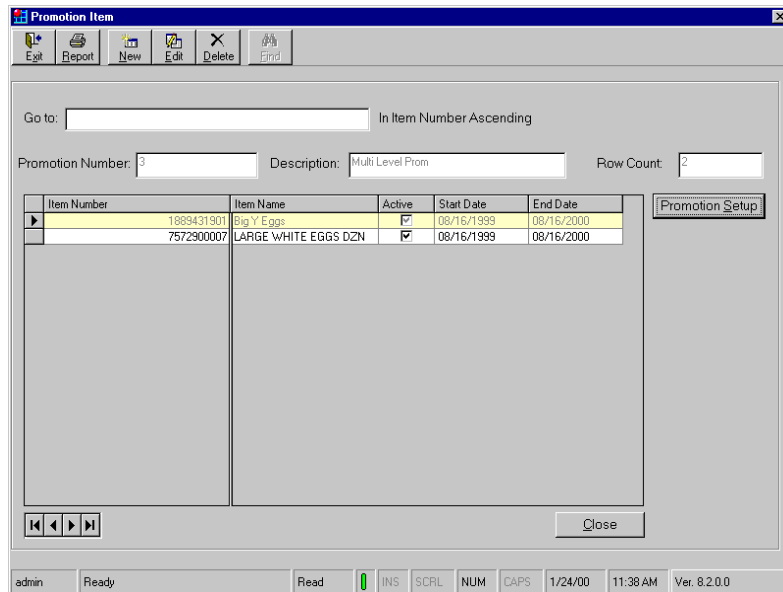 Promotion Item
Exit Report New Edit Delete Find
Go to: In Item Number Ascending
Promotion Number: 3 Description: Multi Level Prom Row Count: 2
Item Number Item Name Active Start Date End Date
1889431901 Big Y Eggs 08/16/1999 08/16/2000
7572900007 LARGE WHITE EGGS DZN 08/16/1999 08/16/2000
Promotion Setup
Close
admin Ready Read INS SCRL NUM CAPS 1/24/00 11:38 AM Ver. 8.2.0.0